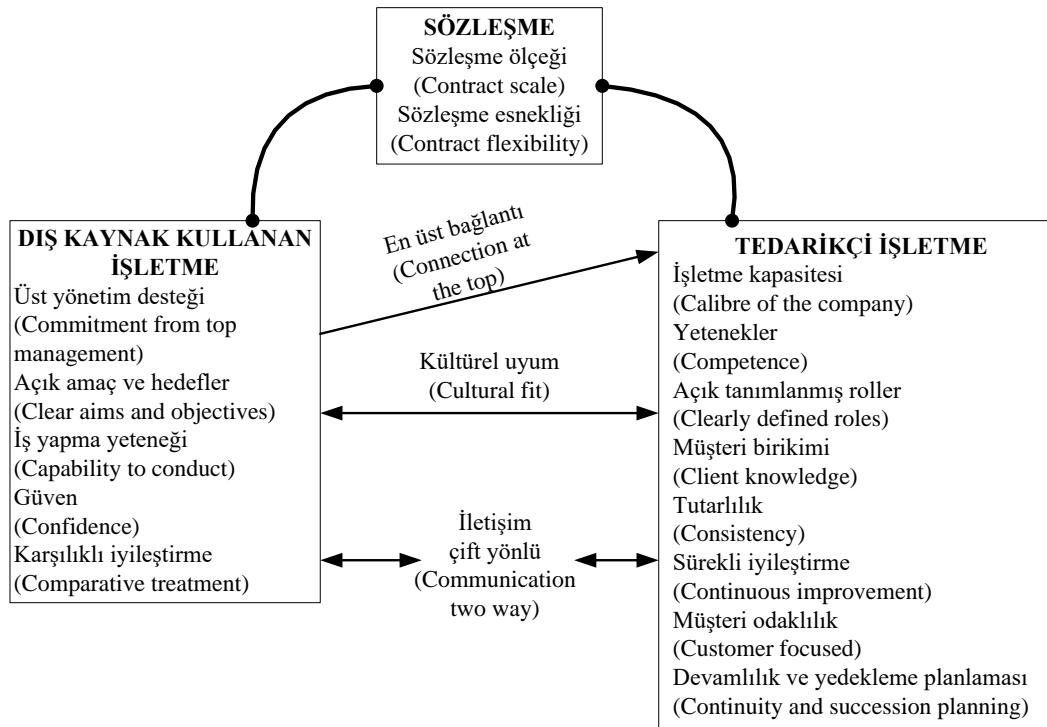 SÖZLEŞME
Sözleşme ölçeği
(Contract scale)
Sözleşme esnekliği
(Contract flexibility)
DIŞ KAYNAK KULLANAN
İŞLETME
Üst yönetim desteği
(Commitment from top
management)
Açık amaç ve hedefler
(Clear aims and objectives)
İş yapma yeteneği
(Capability to conduct)
Güven
(Confidence)
Karşılıklı iyileştirme
(Comparative treatment)
En üst bağlantı
(Connection at
the top)
Kültürel uyum
(Cultural fit)
İletişim
çift yönlü
(Communication
two way)
TEDARİKÇİ İŞLETME
İşletme kapasitesi
(Calibre of the company)
Yetenekler
(Competence)
Açık tanımlanmış roller
(Clearly defined roles)
Müşteri birikimi
(Client knowledge)
Tutarlılık
(Consistency)
Sürekli iyileştirme
(Continuous improvement)
Müşteri odaklılık
(Customer focused)
Devamlılık ve yedekleme planlaması
(Continuity and succession planning)